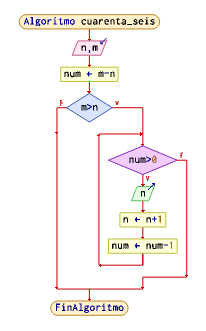 Algoritmo cuarenta_seis
n,m
num ← m-n
m>n
F
v
num>0
f
v
n
n ← n+1
num ← num-1
FinAlgoritmo